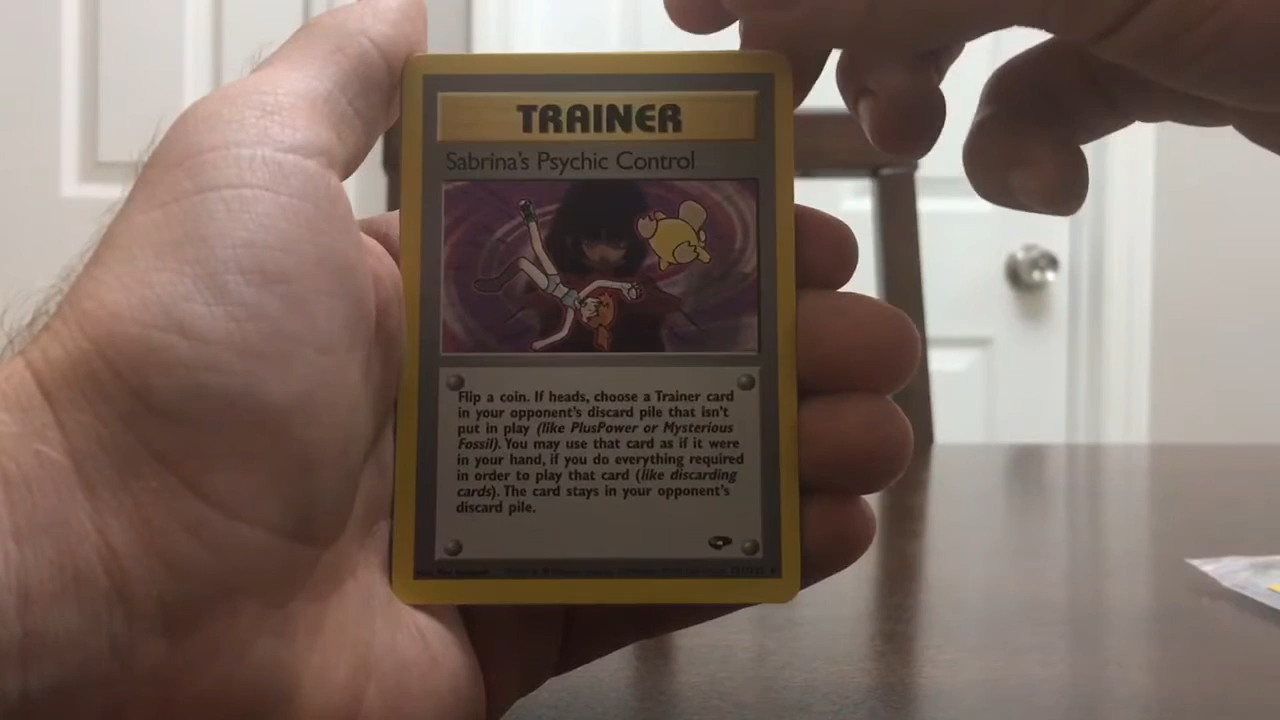 TRAINER
Sabrina's Psychic Control
Flip a coin. If heads, choose a Trainer card
in your opponent's discard pile that isn't
put in play (like PlusPower or Mysterious
Fossil). You may use that card as if it were
in your hand, if you do everything required
in order to play that card (like discarding
cards). The card stays in your opponent's
discard pile.